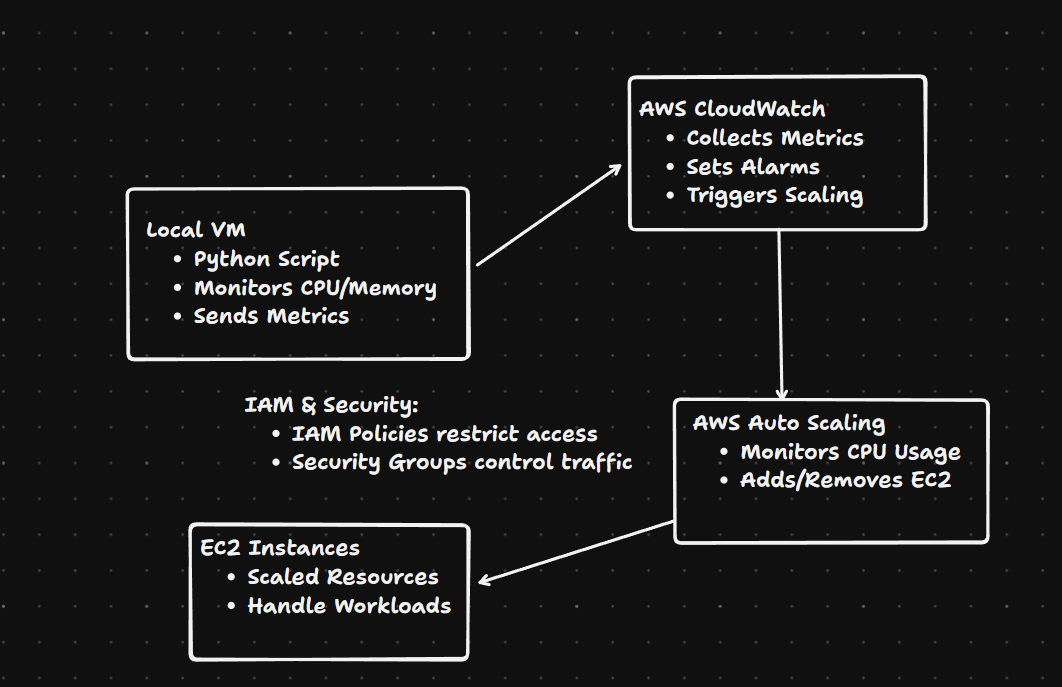 AWS CloudWatch
• Collects Metrics
• Sets Alarms
• Triggers Scaling
Local VM
• Python Script
• Monitors CPU/Memory
• Sends Metrics
IAM & Security:
• IAM Policies restrict access
• Security Groups control traffic
AWS Auto Scaling
• Monitors CPU Usage
• Adds/Removes EC2
EC2 Instances
• Scaled Resources
• Handle Workloads